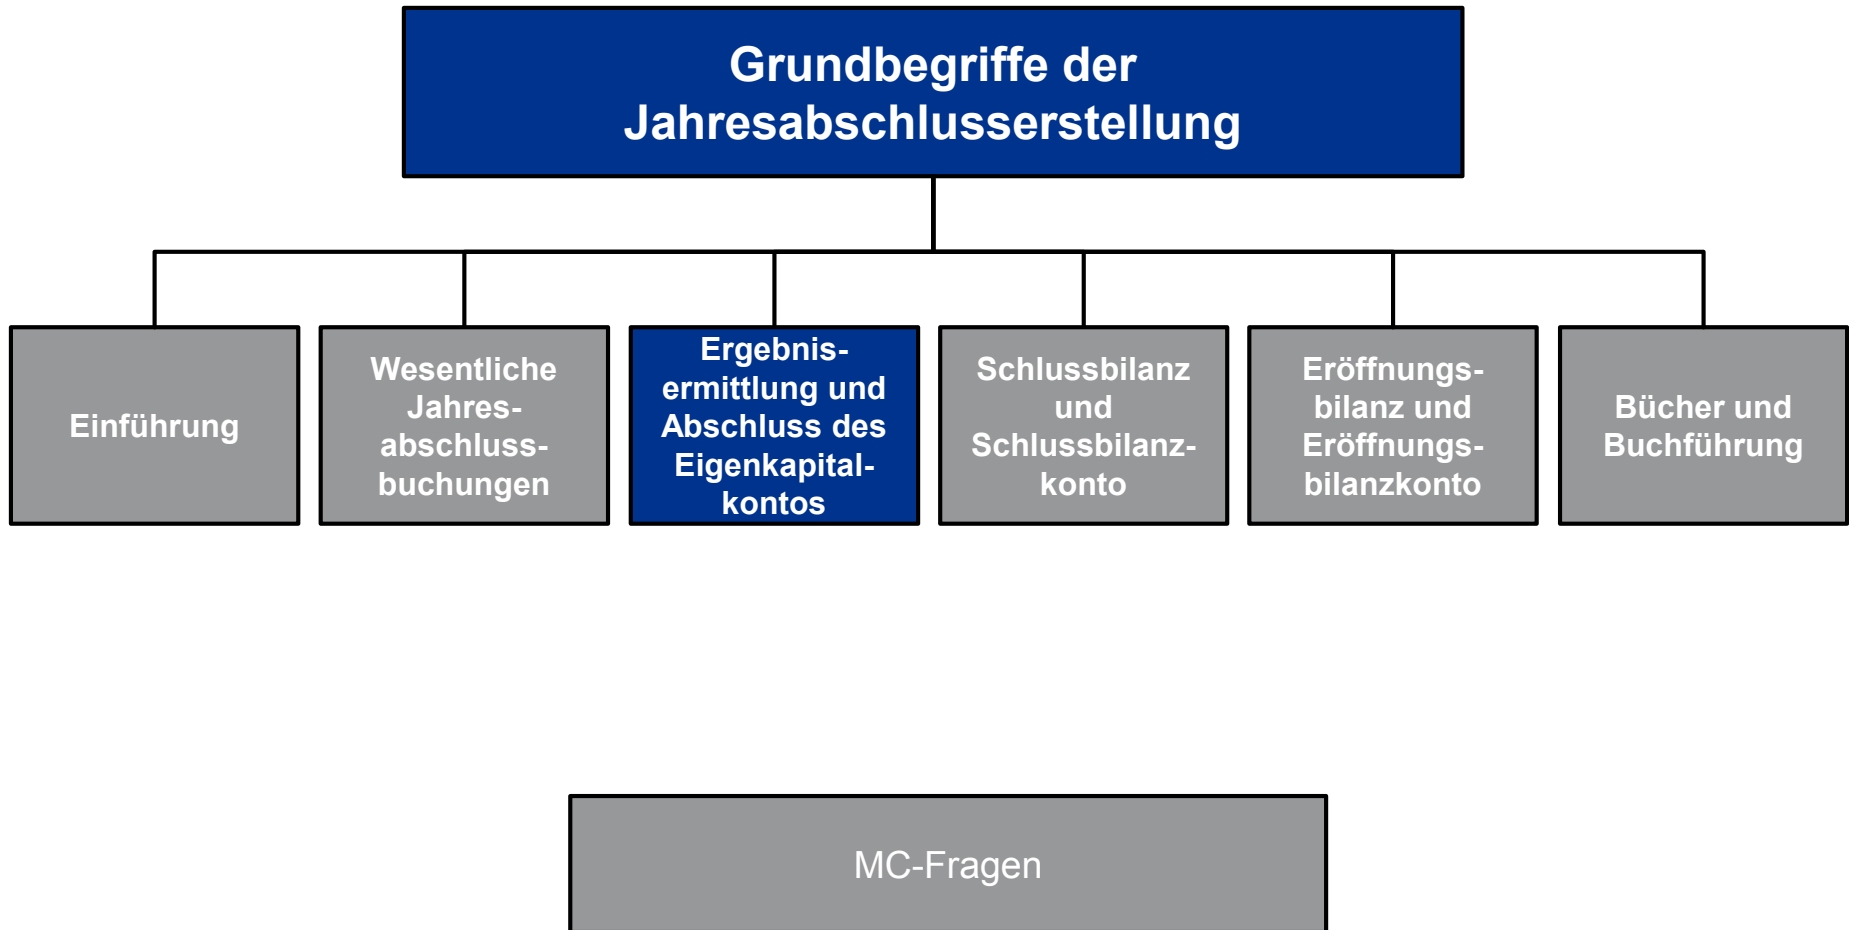 Grundbegriffe der
Jahresabschlusserstellung
Einführung
Wesentliche
Jahres-
abschluss-
buchungen
Ergebnis-
ermittlung und
Abschluss des
Eigenkapital-
kontos
Schlussbilanz
und
Schlussbilanz-
konto
Eröffnungs-
bilanz und
Eröffnungs-
bilanzkonto
Bücher und
Buchführung
MC-Fragen